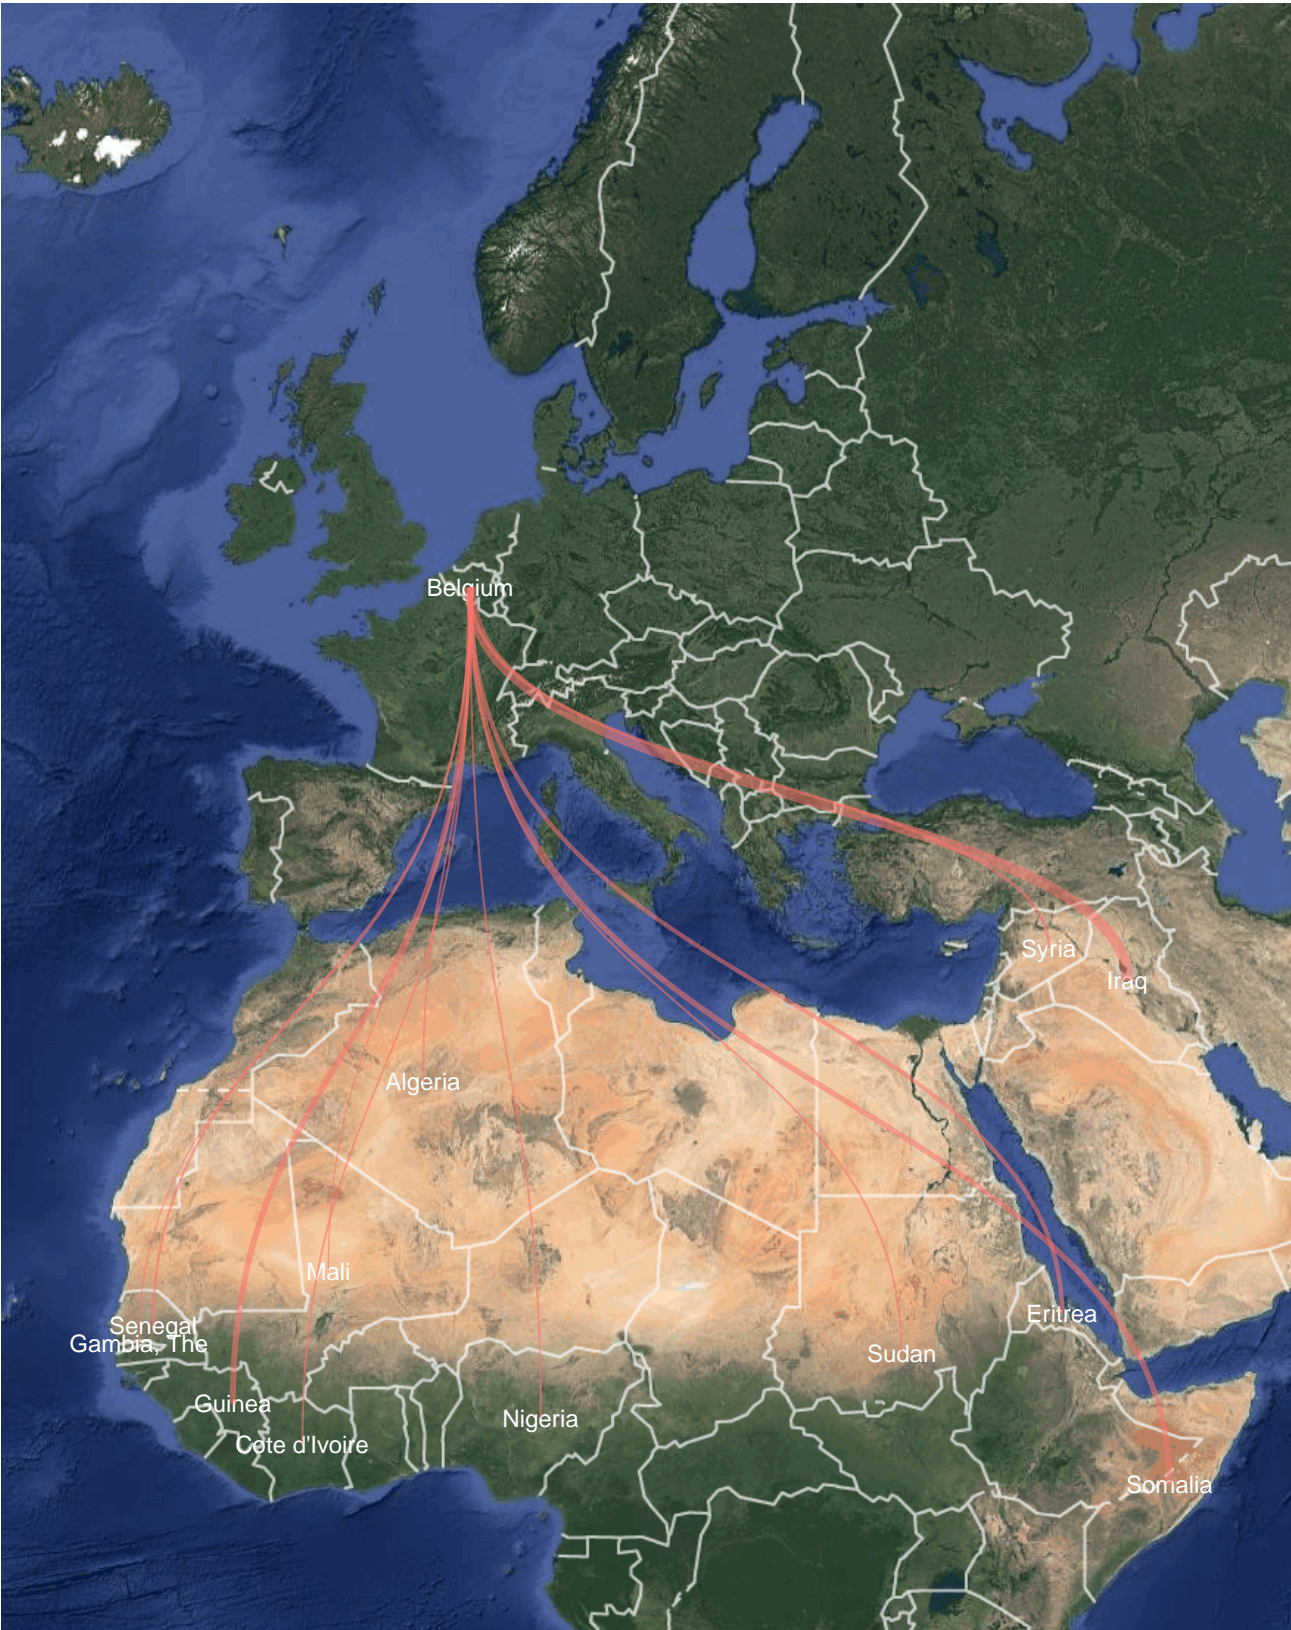 Belgium
Syria
Iraq
Algeria
Mali
Senegal
Gambia, The
Eritrea
Sudan
Guinea
Nigeria
Cote d'Ivoire
Somalia